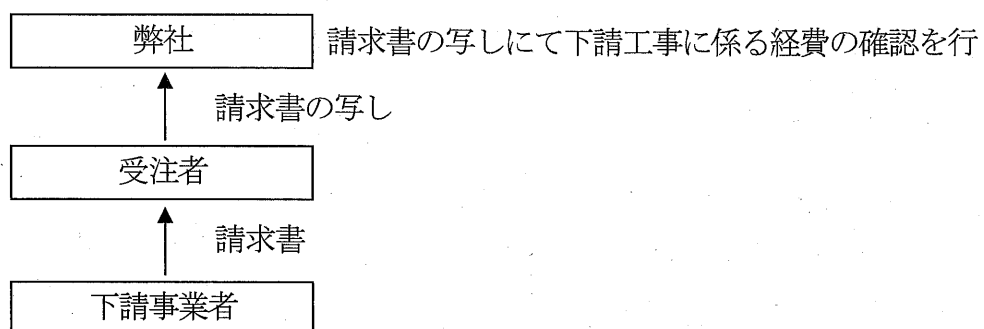 弊社 請求書の写しにて下請工事に係る経費の確認を行
請求書の写し
受注者
請求書
下請事業者